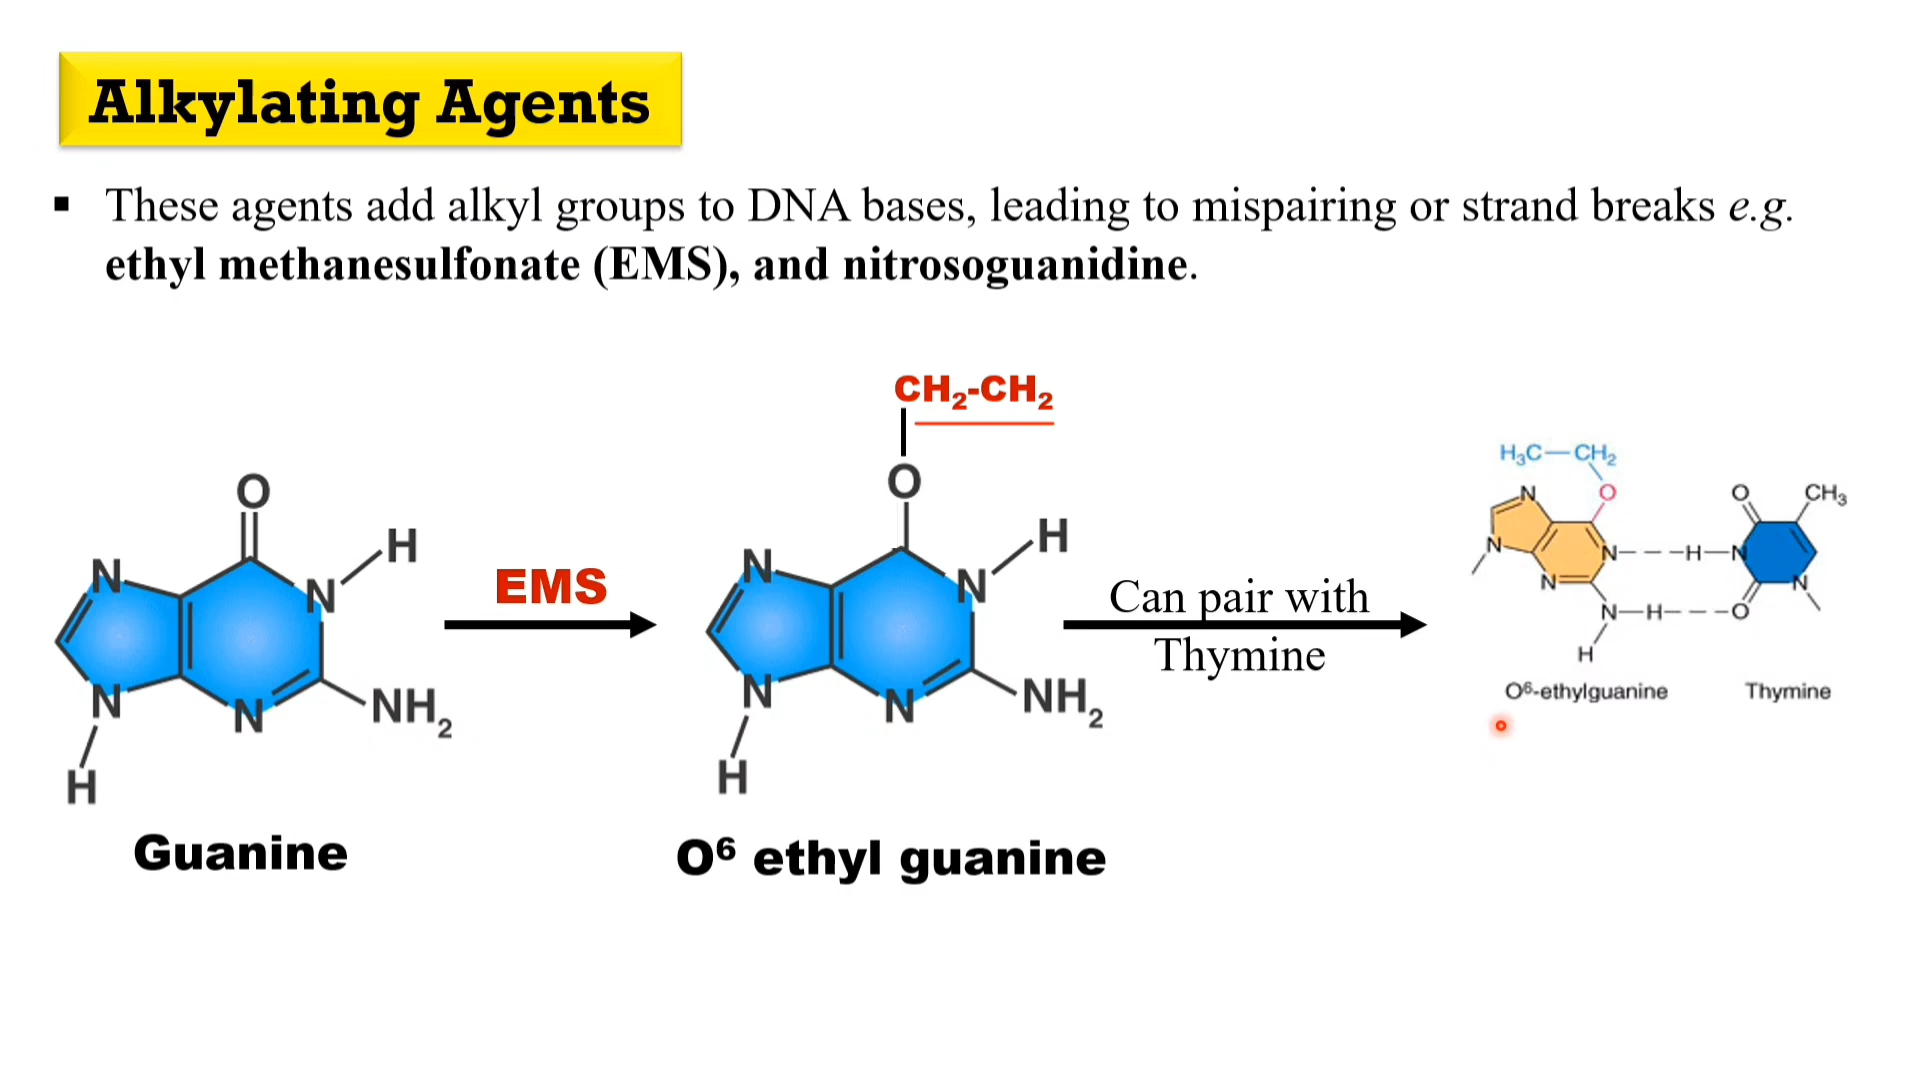 Alkylating Agents
▪ These agents add alkyl groups to DNA bases, leading to mispairing or strand breaks e.g.
ethyl methanesulfonate (EMS), and nitrosoguanidine.
O
N
N
H
N
N
H
NH₂
Guanine
EMS
CH₂-CH₂
O
N
N
H
N
N
H
NH₂
O⁶ ethyl guanine
Can pair with
Thymine
H₃C—CH₂
O
N
N
N
N---H—N
N—H---O
H
O
CH₃
N
O⁶-ethylguanine
Thymine